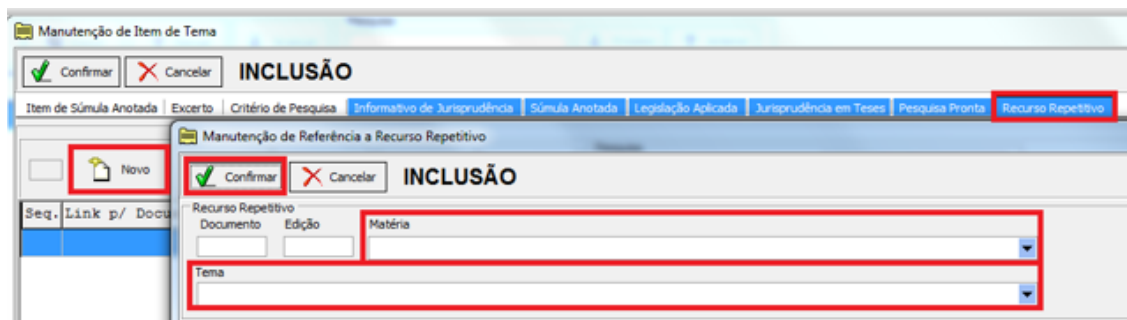 Manutenção de Item de Tema
Confirmar Cancelar INCLUSÃO
Item de Súmula Anotada Excerto Critério de Pesquisa Informativo de Jurisprudência Súmula Anotada Legislação Aplicada Jurisprudência em Teses Pesquisa Pronta Recurso Repetitivo
Manutenção de Referência a Recurso Repetitivo
Novo
Confirmar Cancelar INCLUSÃO
Seq. Link p/
Recurso Repetitivo
Documento Edição Matéria
Tema